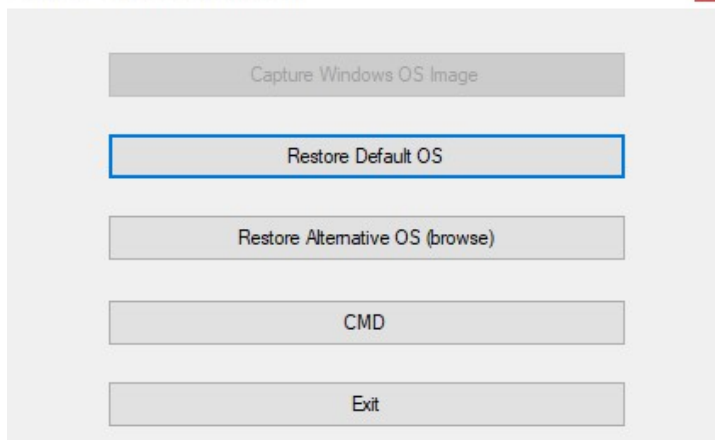 Capture Windows OS Image
Restore Default OS
Restore Alternative OS (browse)
CMD
Exit